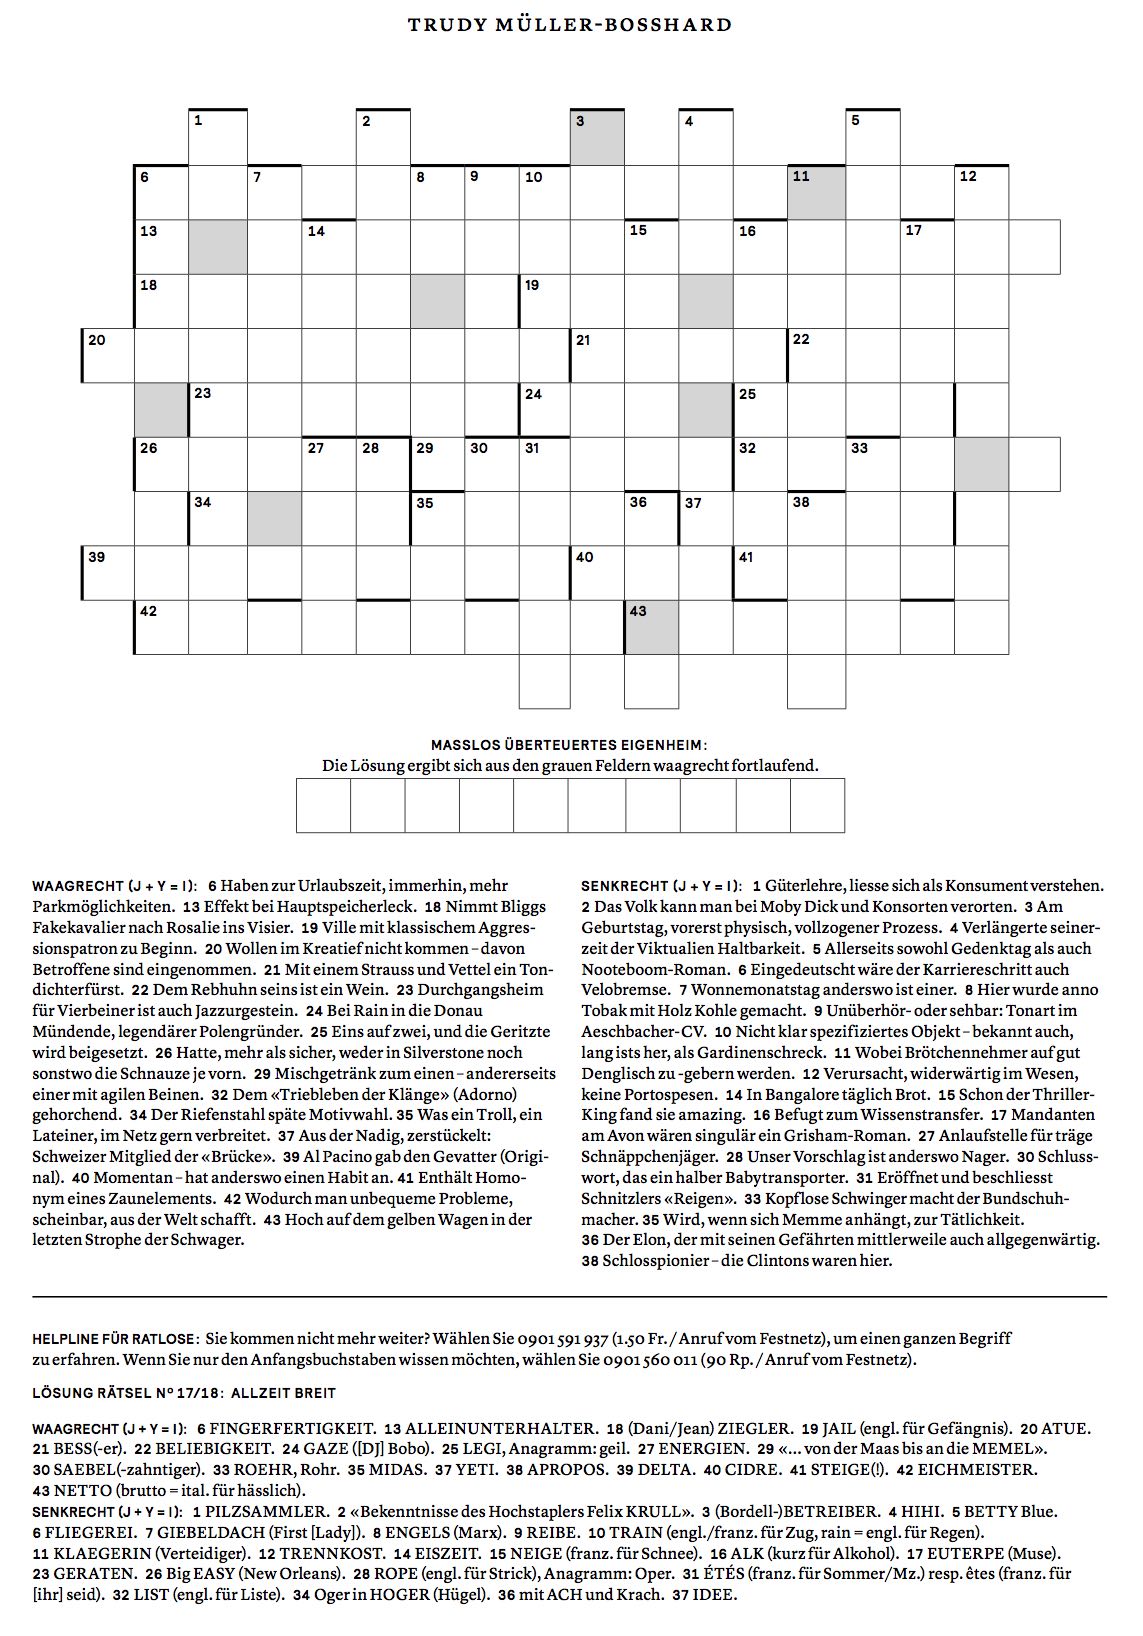 TRUDY MÜLLER-BOSSHARD
1 2 3 4 5
6 7 8 9 10 11 12
13 14 15 16 17
18 19
20 21 22
23 24 25
26 27 28 29 30 31 32 33
34 35 36 37 38
39 40 41
42 43
MASSLOS ÜBERTEUERTES EIGENHEIM:
Die Lösung ergibt sich aus den grauen Feldern waagrecht fortlaufend.
WAAGRECHT (J + Y = I): 6 Haben zur Urlaubszeit, immerhin, mehr
Parkmöglichkeiten. 13 Effekt bei Hauptspeicherleck. 18 Nimmt Bliggs
Fakekavalier nach Rosalie ins Visier. 19 Ville mit klassischem Aggres-
sionspatron zu Beginn. 20 Wollen im Kreatief nicht kommen – davon
Betroffene sind eingenommen. 21 Mit einem Strauss und Vettel ein Ton-
dichterfürst. 22 Dem Rebhuhn seins ist ein Wein. 23 Durchgangsheim
für Vierbeiner ist auch Jazzurgestein. 24 Bei Rain in die Donau
Mündende, legendärer Polengründer. 25 Eins auf zwei, und die Geritzte
wird beigesetzt. 26 Hatte, mehr als sicher, weder in Silverstone noch
sonstwo die Schnauze je vorn. 29 Mischgetränk zum einen – andererseits
einer mit agilen Beinen. 32 Dem «Triebleben der Klänge» (Adorno)
gehorchend. 34 Der Riefenstahl späte Motivwahl. 35 Was ein Troll, ein
Lateiner, im Netz gern verbreitet. 37 Aus der Nadig, zerstückelt:
Schweizer Mitglied der «Brücke». 39 Al Pacino gab den Gevatter (Origi-
nal). 40 Momentan – hat anderswo einen Habit an. 41 Enthält Homo-
nym eines Zaunelements. 42 Wodurch man unbequeme Probleme,
scheinbar, aus der Welt schafft. 43 Hoch auf dem gelben Wagen in der
letzten Strophe der Schwager.
SENKRECHT (J + Y = I): 1 Güterlehre, liesse sich als Konsument verstehen.
2 Das Volk kann man bei Moby Dick und Konsorten verorten. 3 Am
Geburtstag, vorerst physisch, vollzogener Prozess. 4 Verlängerte seiner-
zeit der Viktualien Haltbarkeit. 5 Allerseits sowohl Gedenktag als auch
Nooteboom-Roman. 6 Eingedeutscht wäre der Karriereschritt auch
Velobremse. 7 Wonnemonatstag anderswo ist einer. 8 Hier wurde anno
Tobak mit Holz Kohle gemacht. 9 Unüberhör- oder sehbar: Tonart im
Aeschbacher-CV. 10 Nicht klar spezifiziertes Objekt – bekannt auch,
lang ists her, als Gardinenschreck. 11 Wobei Brötchennehmer auf gut
Denglisch zu -gebern werden. 12 Verursacht, widerwärtig im Wesen,
keine Portospesen. 14 In Bangalore täglich Brot. 15 Schon der Thriller-
King fand sie amazing. 16 Befugt zum Wissenstransfer. 17 Mandanten
am Avon wären singulär ein Grisham-Roman. 27 Anlaufstelle für träge
Schnäppchenjäger. 28 Unser Vorschlag ist anderswo Nager. 30 Schluss-
wort, das ein halber Babytransporter. 31 Eröffnet und beschliesst
Schnitzlers «Reigen». 33 Kopflose Schwinger macht der Bundschuh-
macher. 35 Wird, wenn sich Memme anhängt, zur Tätlichkeit.
36 Der Elon, der mit seinen Gefährten mittlerweile auch allgegenwärtig.
38 Schlosspionier – die Clintons waren hier.
HELPLINE FÜR RATLOSE: Sie kommen nicht mehr weiter? Wählen Sie 0901 591 937 (1.50 Fr. / Anruf vom Festnetz), um einen ganzen Begriff
zu erfahren. Wenn Sie nur den Anfangsbuchstaben wissen möchten, wählen Sie 0901 560 011 (90 Rp. / Anruf vom Festnetz).
LÖSUNG RÄTSEL Nº 17/18: ALLZEIT BREIT
WAAGRECHT (J + Y = I): 6 FINGERFERTIGKEIT. 13 ALLEINUNTERHALTER. 18 (Dani/Jean) ZIEGLER. 19 JAIL (engl. für Gefängnis). 20 ATUE.
21 BESS(-er). 22 BELIEBIGKEIT. 24 GAZE ([DJ] Bobo). 25 LEGI, Anagramm: geil. 27 ENERGIEN. 29 «... von der Maas bis an die MEMEL».
30 SAEBEL(-zahntiger). 33 ROEHR, Rohr. 35 MIDAS. 37 YETI. 38 APROPOS. 39 DELTA. 40 CIDRE. 41 STEIGE(!). 42 EICHMEISTER.
43 NETTO (brutto = ital. für hässlich).
SENKRECHT (J + Y = I): 1 PILZSAMMLER. 2 «Bekenntnisse des Hochstaplers Felix KRULL». 3 (Bordell-)BETREIBER. 4 HIHI. 5 BETTY Blue.
6 FLIEGEREI. 7 GIEBELDACH (First [Lady]). 8 ENGELS (Marx). 9 REIBE. 10 TRAIN (engl./franz. für Zug, rain = engl. für Regen).
11 KLAEGERIN (Verteidiger). 12 TRENNKOST. 14 EISZEIT. 15 NEIGE (franz. für Schnee). 16 ALK (kurz für Alkohol). 17 EUTERPE (Muse).
23 GERATEN. 26 Big EASY (New Orleans). 28 ROPE (engl. für Strick), Anagramm: Oper. 31 ÉTÉS (franz. für Sommer/Mz.) resp. êtes (franz. für
[ihr] seid). 32 LIST (engl. für Liste). 34 Oger in HOGER (Hügel). 36 mit ACH und Krach. 37 IDEE.